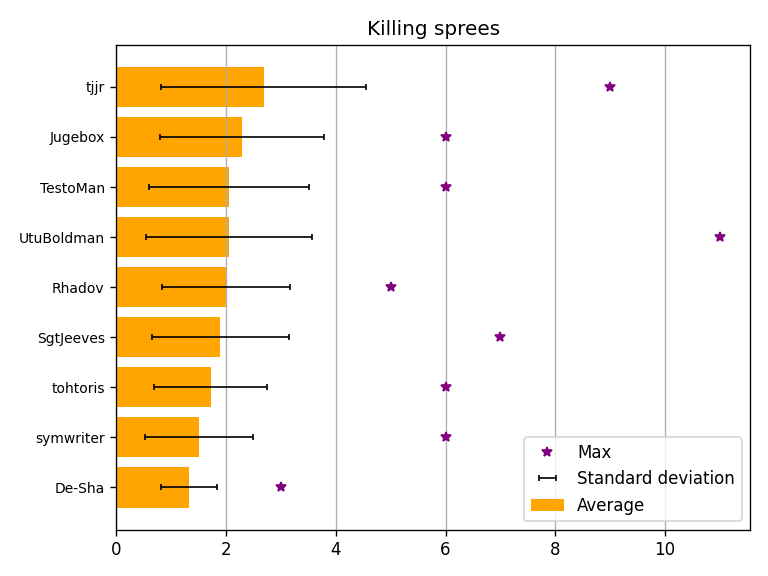 Killing sprees
tjjr
Jugebox
TestoMan
UtuBoldman
Rhadov
SgtJeeves
tohtoris
symwriter
De-Sha
Max
Standard deviation
Average
0 2 4 6 8 10